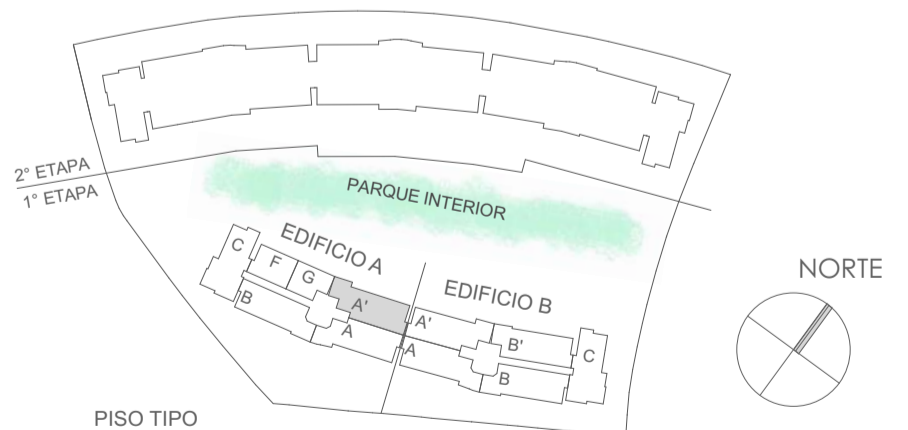 2° ETAPA
1° ETAPA
PARQUE INTERIOR
EDIFICIO A
EDIFICIO B
NORTE
C
F
G
A'
B
A
A'
B'
C
A
B
PISO TIPO